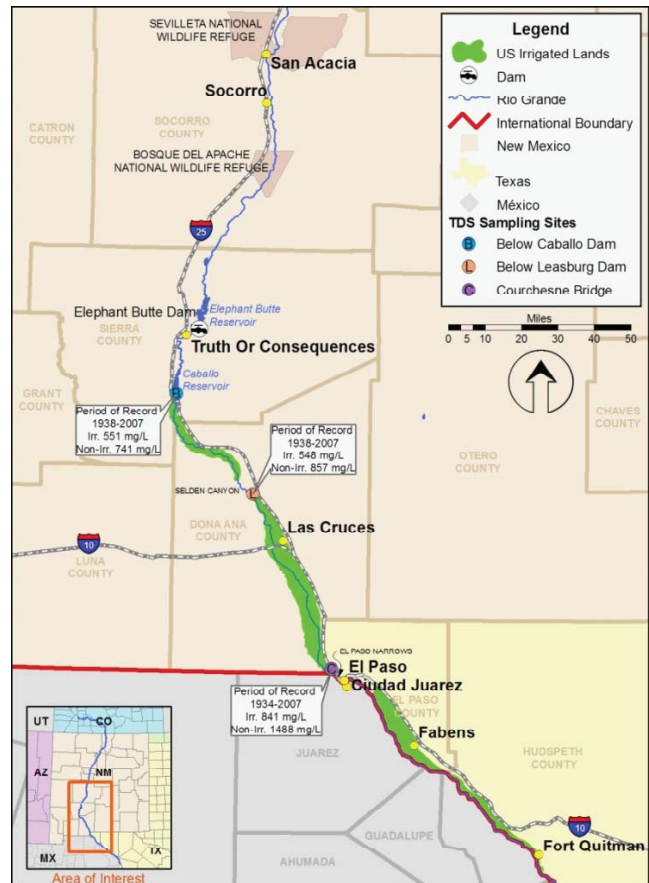 SEVILLETA NATIONAL
WILDLIFE REFUGE
San Acacia
Socorro
CATRON
COUNTY
SOCORRO
COUNTY
BOSQUE DEL APACHE
NATIONAL WILDLIFE REFUGE
25
Elephant Butte Dam
Elephant Butte
Reservoir
SIERRA
COUNTY
Truth Or Consequences
GRANT
COUNTY
Caballo
Reservoir
B
Period of Record
1938-2007
Irr. 551 mg/L
Non-Irr. 741 mg/L
Period of Record
1938-2007
Irr. 548 mg/L
Non-Irr. 857 mg/L
SELDEN CANYON
L
CHAVES
COUNTY
OTERO
COUNTY
DONA ANA
COUNTY
Las Cruces
10
LUNA
COUNTY
EL PASO NARROWS
C
El Paso
Ciudad Juarez
EL PASO
COUNTY
Period of Record
1934-2007
Irr. 841 mg/L
Non-Irr. 1488 mg/L
Fabens
HUDSPETH
COUNTY
JUAREZ
GUADALUPE
AHUMADA
10
Fort Quitman
Legend
US Irrigated Lands
Dam
Rio Grande
International Boundary
New Mexico
Texas
México
TDS Sampling Sites
B Below Caballo Dam
L Below Leasburg Dam
C Courchesne Bridge
Miles
0 5 10 20 30 40 50
UT
CO
AZ
NM
MX
TX
Area of Interest